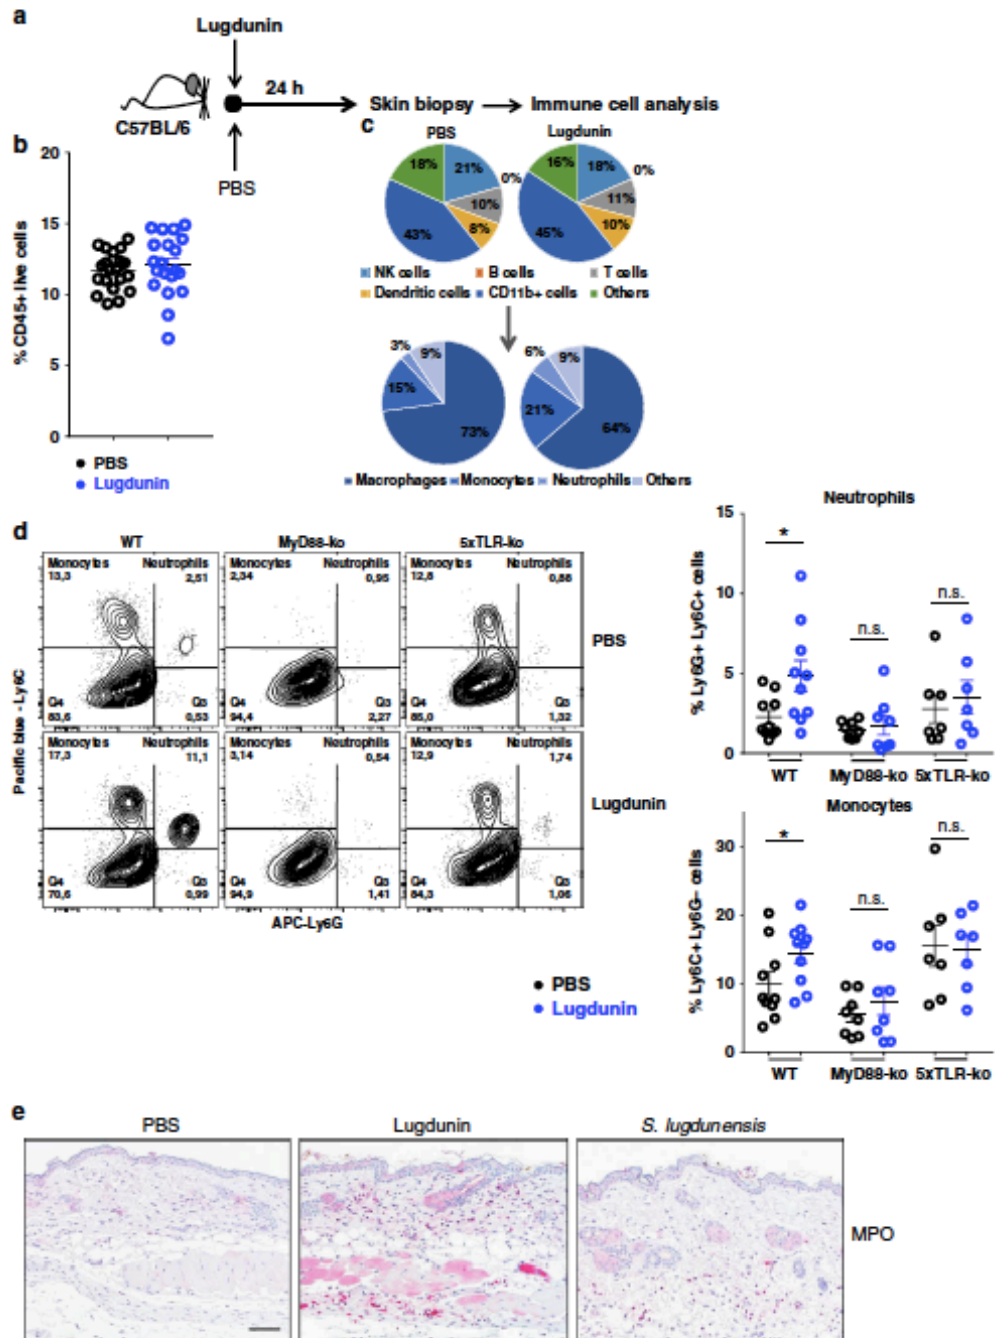 a
Lugdunin
24 h
Skin biopsy
Immune cell analysis
C57BL/6
PBS
b
% CD45+ live cells
20
15
10
5
0
PBS
Lugdunin
c
PBS
Lugdunin
18%
21%
0%
10%
8%
43%
16%
18%
0%
11%
10%
45%
NK cells
B cells
T cells
Dendritic cells
CD11b+ cells
Others
3%
9%
15%
73%
6%
9%
21%
64%
Macrophages
Monocytes
Neutrophils
Others
d
WT
MyD88-ko
5xTLR-ko
Monocytes
13,3
Neutrophils
2,51
Q4
83,6
Q3
0,53
Monocytes
2,34
Neutrophils
0,95
Q4
94,4
Q3
2,27
Monocytes
12,8
Neutrophils
0,88
Q4
85,0
Q3
1,32
PBS
Monocytes
17,3
Neutrophils
11,1
Q4
70,6
Q3
0,99
Monocytes
3,14
Neutrophils
0,54
Q4
94,9
Q3
1,41
Monocytes
12,9
Neutrophils
1,74
Q4
84,3
Q3
1,06
Lugdunin
Pacific blue - Ly6C
APC-Ly6G
PBS
Lugdunin
Neutrophils
% Ly6G+ Ly6C+ cells
15
10
5
0
*
n.s.
n.s.
WT
MyD88-ko
5xTLR-ko
Monocytes
% Ly6C+ Ly6G– cells
30
20
10
0
*
n.s.
n.s.
WT
MyD88-ko
5xTLR-ko
e
PBS
Lugdunin
S. lugdunensis
MPO